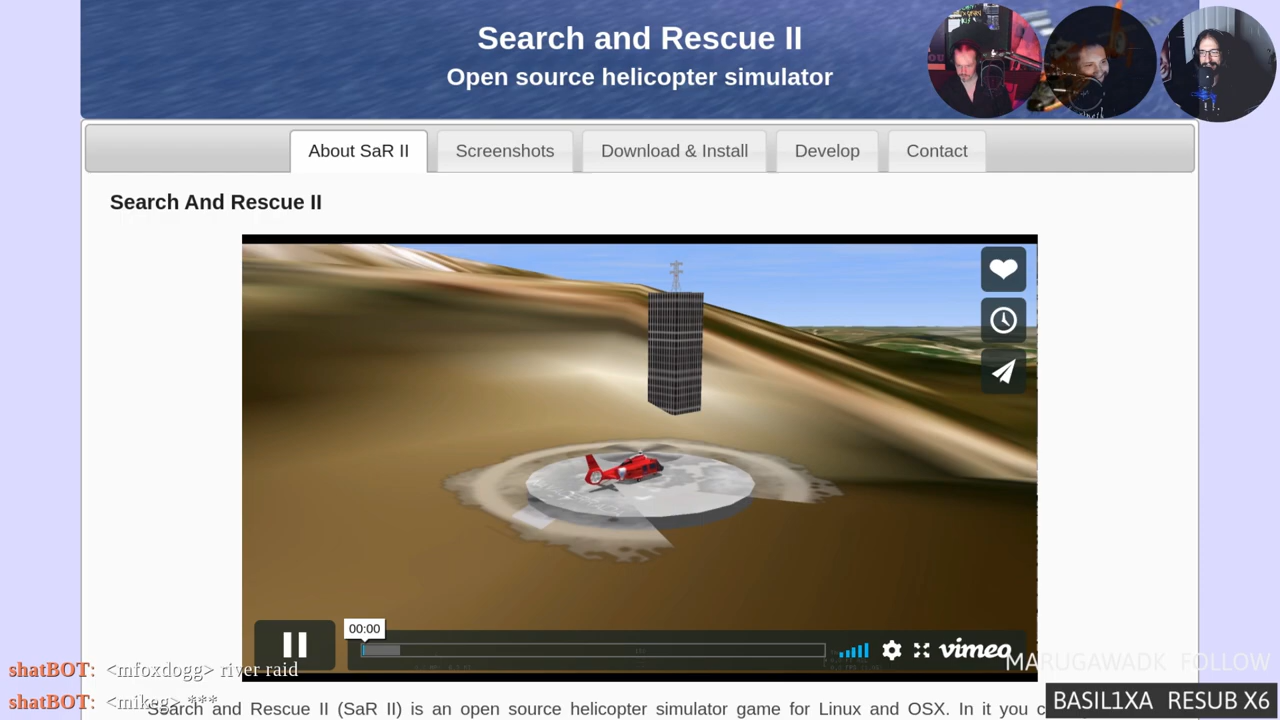 Search and Rescue II
Open source helicopter simulator
About SaR II
Screenshots
Download & Install
Develop
Contact
Search And Rescue II
00:00
vimeo
shatBOT: <mfoxdogg> river raid
MARUGAWADK FOLLOW
shatBOT: <mikeg> ***
BASIL1XA RESUB X6
Search and Rescue II (SaR II) is an open source helicopter simulator game for Linux and OSX. In it you